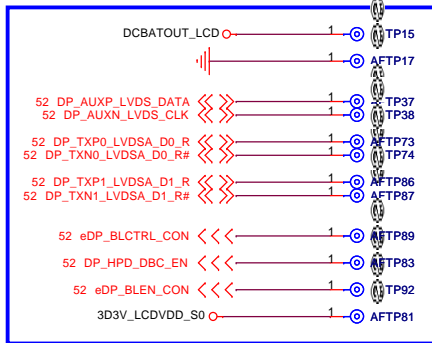 DCBATOUT_LCD 1 TP15
1 AFTP17
52 DP_AUXP_LVDS_DATA 1 TP37
52 DP_AUXN_LVDS_CLK 1 TP38
52 DP_TXP0_LVDSA_D0_R 1 AFTP73
52 DP_TXN0_LVDSA_D0_R# 1 TP74
52 DP_TXP1_LVDSA_D1_R 1 AFTP86
52 DP_TXN1_LVDSA_D1_R# 1 AFTP87
52 eDP_BLCTRL_CON 1 AFTP89
52 DP_HPD_DBC_EN 1 AFTP83
52 eDP_BLEN_CON 1 TP92
3D3V_LCDVDD_S0 1 AFTP81